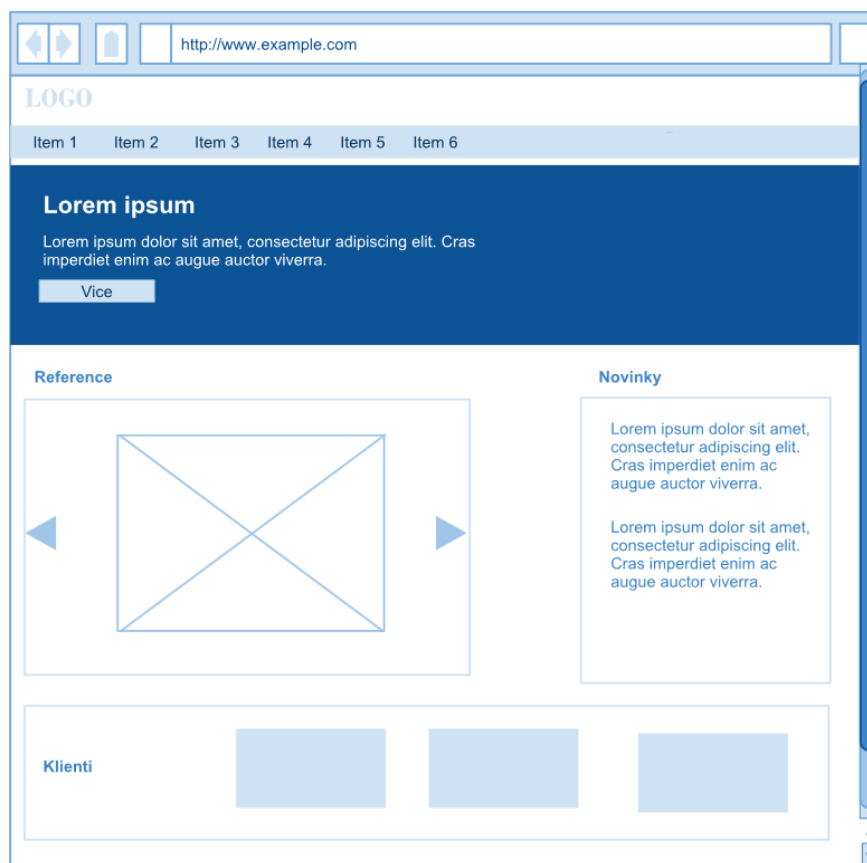 http://www.example.com
LOGO
Item 1 Item 2 Item 3 Item 4 Item 5 Item 6
Lorem ipsum
Lorem ipsum dolor sit amet, consectetur adipiscing elit. Cras
imperdiet enim ac augue auctor viverra.
Vice
Reference
Novinky
Lorem ipsum dolor sit amet,
consectetur adipiscing elit.
Cras imperdiet enim ac
augue auctor viverra.
Lorem ipsum dolor sit amet,
consectetur adipiscing elit.
Cras imperdiet enim ac
augue auctor viverra.
Klienti